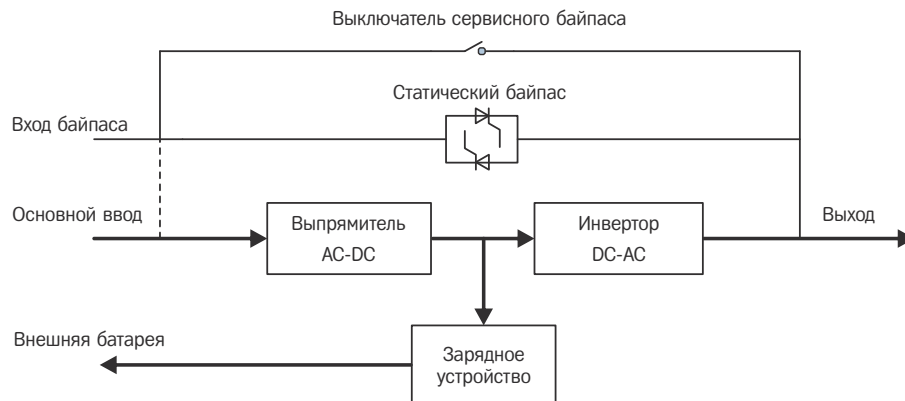 Выключатель сервисного байпаса
Статический байпас
Вход байпаса
Основной ввод
Выпрямитель
AC-DC
Инвертор
DC-AC
Выход
Внешняя батарея
Зарядное
устройство